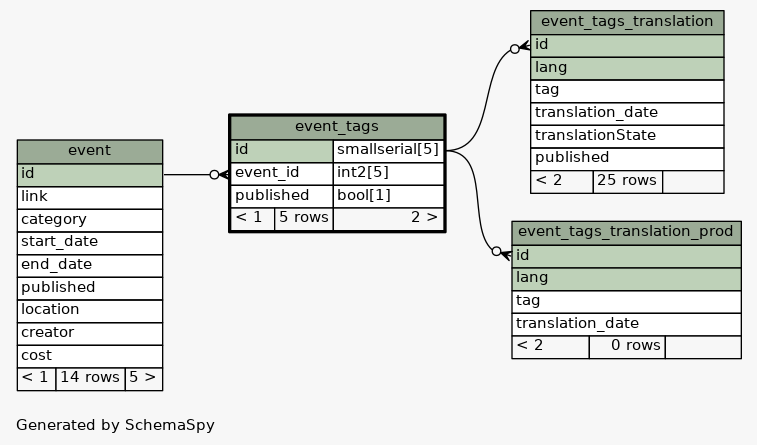 event
id
link
category
start_date
end_date
published
location
creator
cost
< 1 14 rows 5 >
event_tags
id smallserial[5]
event_id int2[5]
published bool[1]
< 1 5 rows 2 >
event_tags_translation
id
lang
tag
translation_date
translationState
published
< 2 25 rows
event_tags_translation_prod
id
lang
tag
translation_date
< 2 0 rows
Generated by SchemaSpy